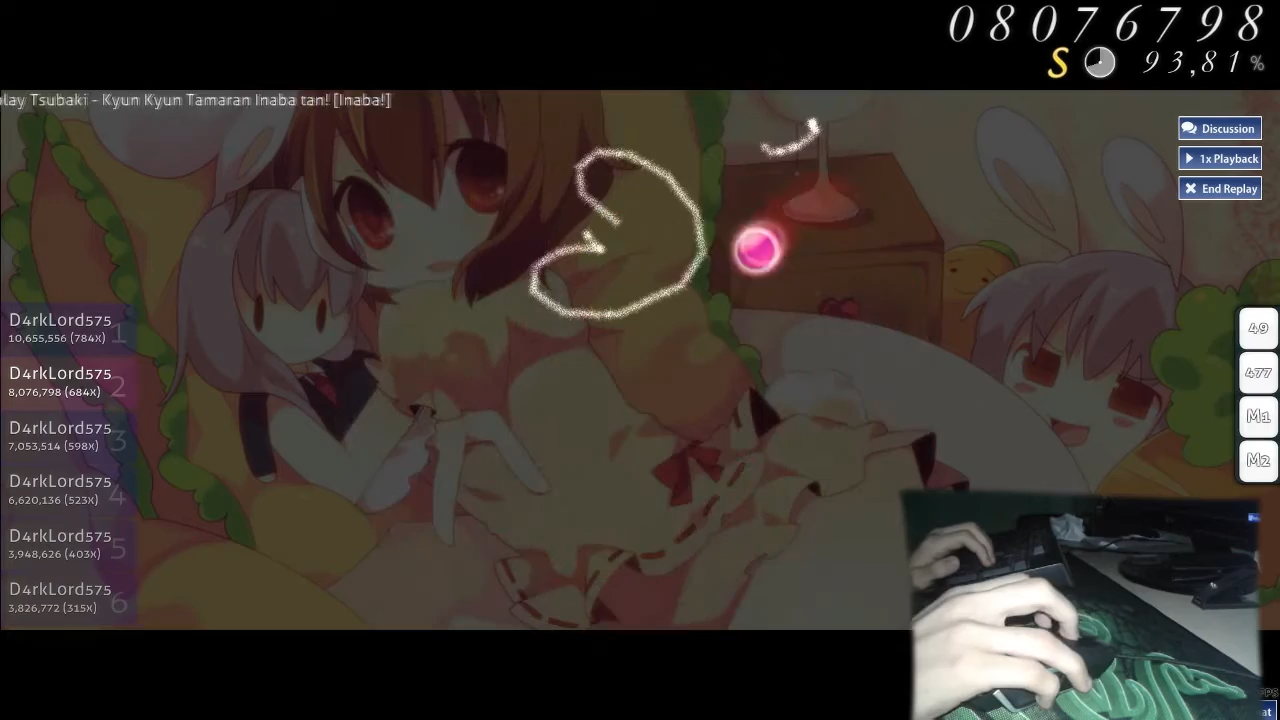 08076798
S 93,81 %
lay Tsubaki - Kyun Kyun Tamaran Inaba tan! [Inaba!]
Discussion
1x Playback
End Replay
D4rkLord575
10,655,556 (784x) 1
D4rkLord575
8,076,798 (684x) 2
D4rkLord575
7,053,514 (598x) 3
D4rkLord575
6,620,136 (523x) 4
D4rkLord575
3,948,626 (403x) 5
D4rkLord575
3,826,772 (315x) 6
49
477
M1
M2